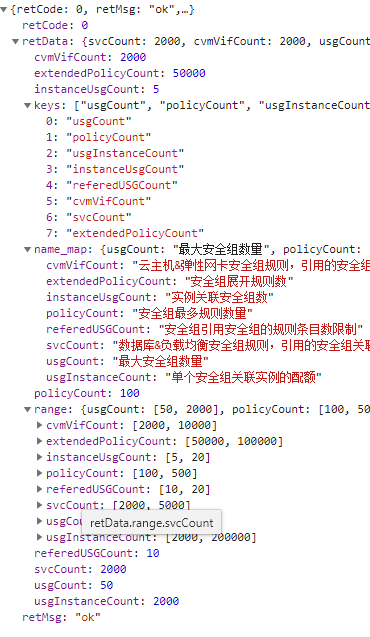 {retCode: 0, retMsg: "ok",…}
retCode: 0
retData: {svcCount: 2000, cvmVifCount: 2000, usgCount
cvmVifCount: 2000
extendedPolicyCount: 50000
instanceUsgCount: 5
keys: ["usgCount", "policyCount", "usgInstanceCount
0: "usgCount"
1: "policyCount"
2: "usgInstanceCount"
3: "instanceUsgCount"
4: "referedUSGCount"
5: "cvmVifCount"
6: "svcCount"
7: "extendedPolicyCount"
name_map: {usgCount: "最大安全组数量", policyCount:
cvmVifCount: "云主机&弹性网卡安全组规则，引用的安全组
extendedPolicyCount: "安全组展开规则数"
instanceUsgCount: "实例关联安全组数"
policyCount: "安全组最多规则数量"
referedUSGCount: "安全组引用安全组的规则条目数限制"
svcCount: "数据库&负载均衡安全组规则，引用的安全组关联
usgCount: "最大安全组数量"
usgInstanceCount: "单个安全组关联实例的配额"
policyCount: 100
range: {usgCount: [50, 2000], policyCount: [100, 50
cvmVifCount: [2000, 10000]
extendedPolicyCount: [50000, 100000]
instanceUsgCount: [5, 20]
policyCount: [100, 500]
referedUSGCount: [10, 20]
svcCount: [2000, 5000]
usgCou
retData.range.svcCount
usgInstanceCount: [2000, 200000]
referedUSGCount: 10
svcCount: 2000
usgCount: 50
usgInstanceCount: 2000
retMsg: "ok"